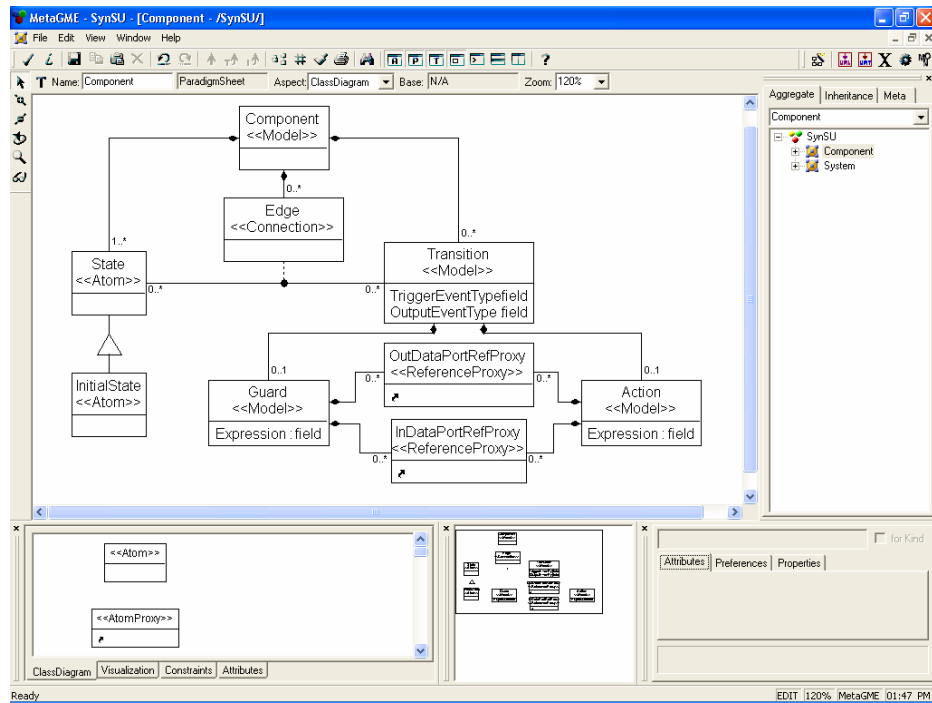 MetaGME - SynSU - [Component - /SynSU/]
File Edit View Window Help
Name: Component ParadigmSheet Aspect: ClassDiagram Base: N/A Zoom: 120%
Aggregate Inheritance Meta
Component
SynSU
Component
System
Component
<<Model>>
0..*
Edge
<<Connection>>
1..*
0..*
State
<<Atom>>
0..*
0..*
Transition
<<Model>>
TriggerEventTypefield
OutputEventType field
InitialState
<<Atom>>
0..1
0..1
Guard
<<Model>>
Expression : field
OutDataPortRefProxy
<<ReferenceProxy>>
0..*
0..*
Action
<<Model>>
Expression : field
InDataPortRefProxy
<<ReferenceProxy>>
0..*
0..*
<<Atom>>
<<AtomProxy>>
ClassDiagram Visualization Constraints Attributes
for Kind
Attributes Preferences Properties
Ready
EDIT 120% MetaGME 01:47 PM